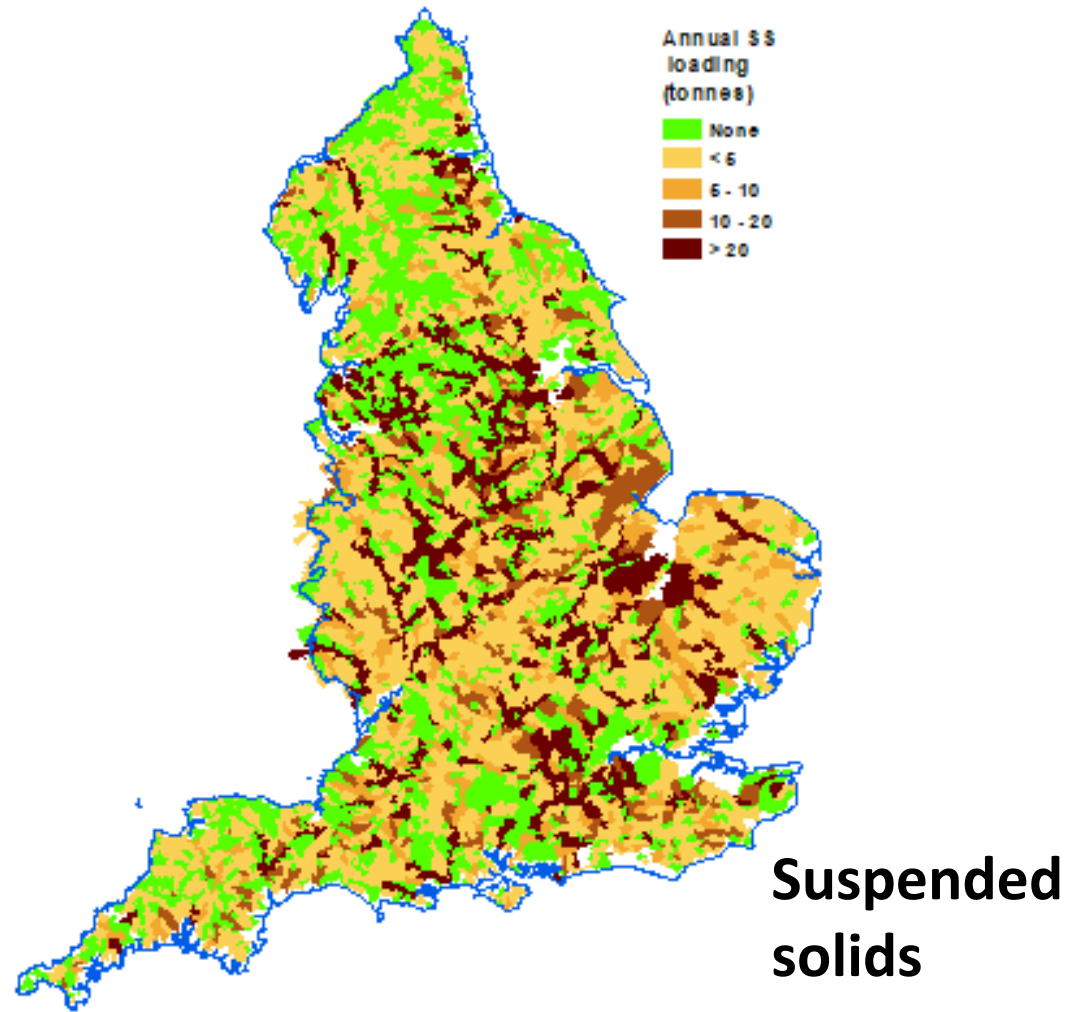 Annual SS
loading
(tonnes)
None
< 5
5 - 10
10 - 20
> 20
Suspended
solids